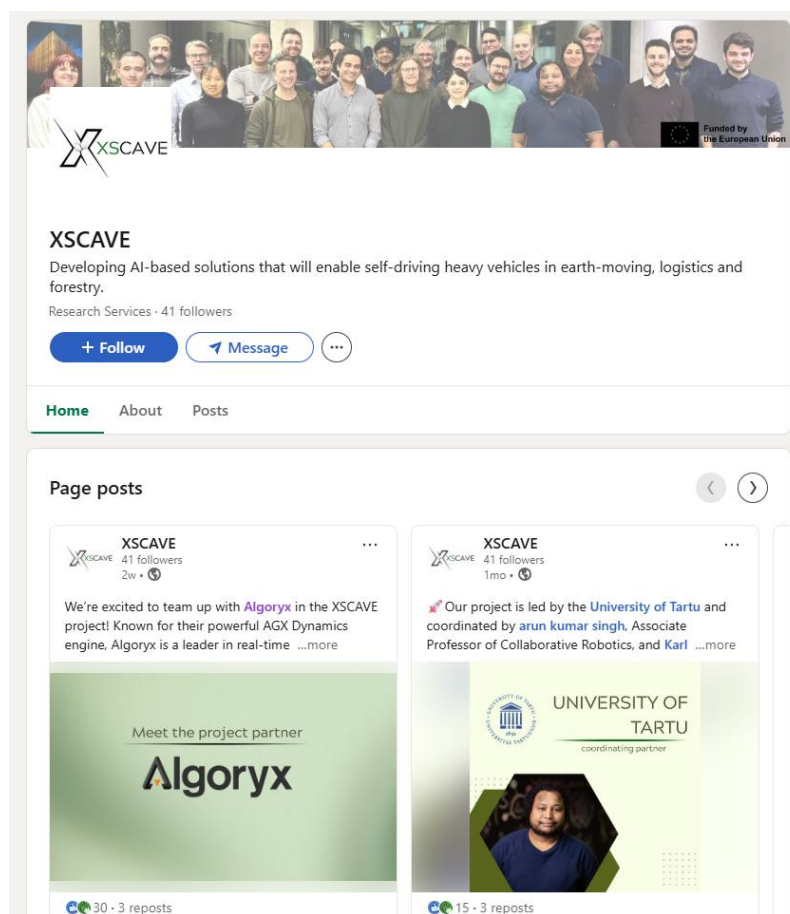 Funded by
the European Union
XSCAVE
XSCAVE
Developing AI-based solutions that will enable self-driving heavy vehicles in earth-moving, logistics and
forestry.
Research Services · 41 followers
+ Follow
Message
Home
About
Posts
Page posts
XSCAVE
XSCAVE
41 followers
2w •
We're excited to team up with Algoryx in the XSCAVE
project! Known for their powerful AGX Dynamics
engine, Algoryx is a leader in real-time ...more
Meet the project partner
Algoryx
30 · 3 reposts
XSCAVE
XSCAVE
41 followers
1mo •
🚀 Our project is led by the University of Tartu and
coordinated by arun kumar singh, Associate
Professor of Collaborative Robotics, and Karl ...more
UNIVERSITY OF
TARTU
coordinating partner
15 · 3 reposts